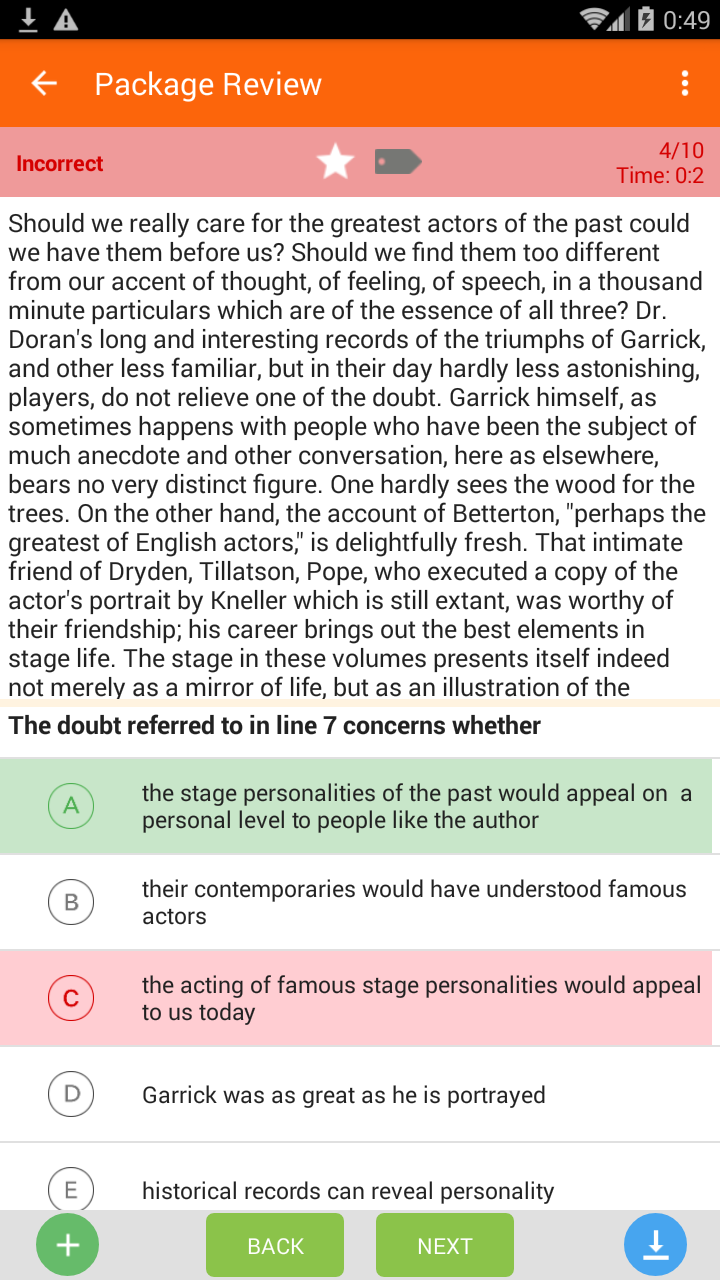 0:49
Package Review
Incorrect
4/10
Time: 0:2
Should we really care for the greatest actors of the past could
we have them before us? Should we find them too different
from our accent of thought, of feeling, of speech, in a thousand
minute particulars which are of the essence of all three? Dr.
Doran's long and interesting records of the triumphs of Garrick,
and other less familiar, but in their day hardly less astonishing,
players, do not relieve one of the doubt. Garrick himself, as
sometimes happens with people who have been the subject of
much anecdote and other conversation, here as elsewhere,
bears no very distinct figure. One hardly sees the wood for the
trees. On the other hand, the account of Betterton, "perhaps the
greatest of English actors," is delightfully fresh. That intimate
friend of Dryden, Tillatson, Pope, who executed a copy of the
actor's portrait by Kneller which is still extant, was worthy of
their friendship; his career brings out the best elements in
stage life. The stage in these volumes presents itself indeed
not merely as a mirror of life, but as an illustration of the
The doubt referred to in line 7 concerns whether
A
the stage personalities of the past would appeal on  a
personal level to people like the author
B
their contemporaries would have understood famous
actors
C
the acting of famous stage personalities would appeal
to us today
D
Garrick was as great as he is portrayed
E
historical records can reveal personality
BACK
NEXT